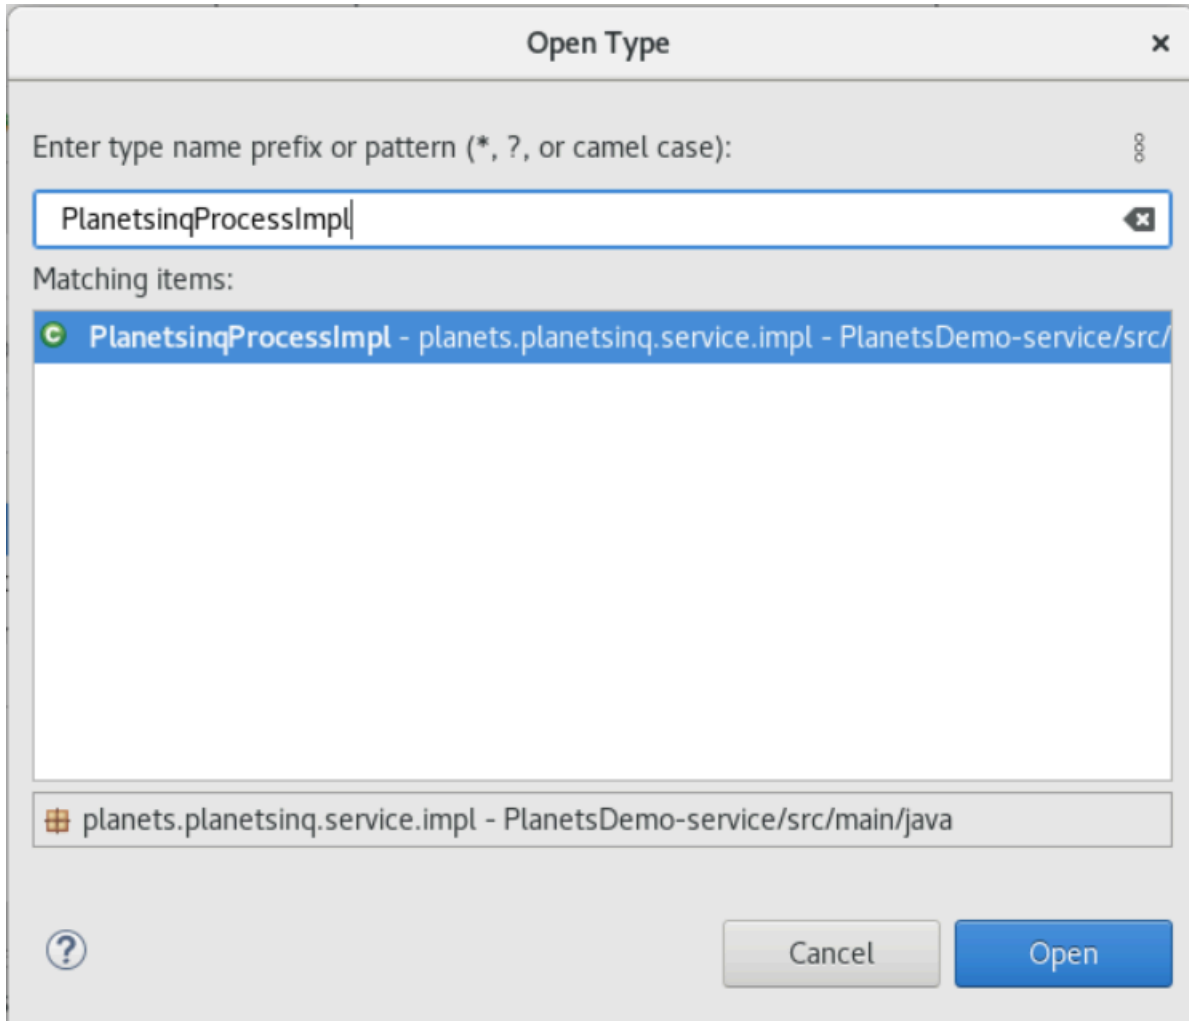 Open Type
Enter type name prefix or pattern (*, ?, or camel case):
PlanetsinqProcessImpl
Matching items:
PlanetsinqProcessImpl - planets.planetsinq.service.impl - PlanetsDemo-service/src/
planets.planetsinq.service.impl - PlanetsDemo-service/src/main/java
Cancel
Open